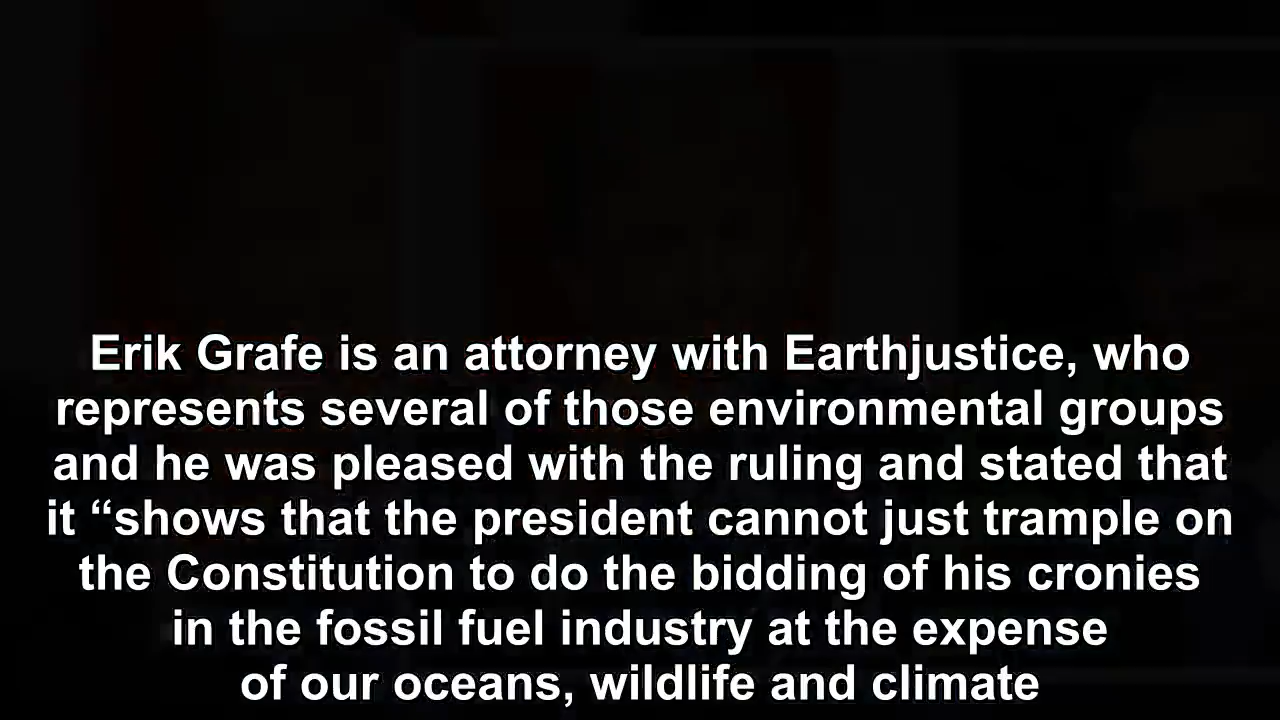 Erik Grafe is an attorney with Earthjustice, who
represents several of those environmental groups
and he was pleased with the ruling and stated that
it “shows that the president cannot just trample on
the Constitution to do the bidding of his cronies
in the fossil fuel industry at the expense
of our oceans, wildlife and climate